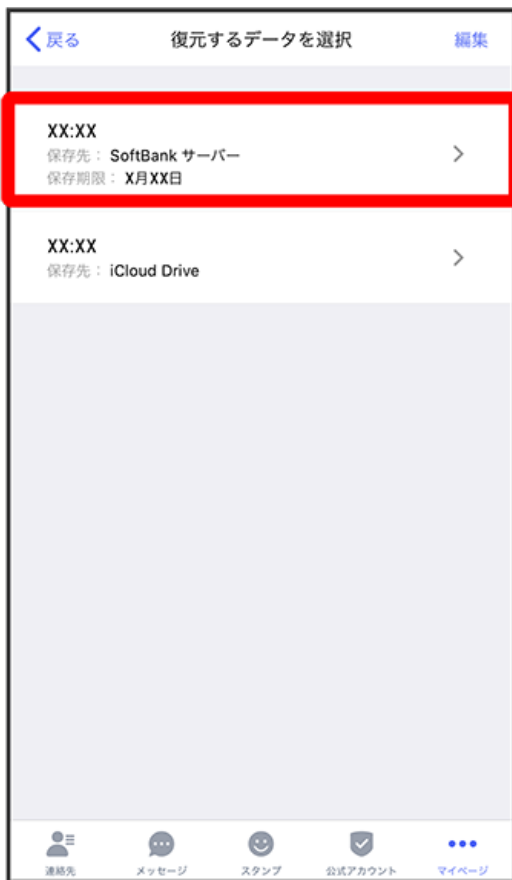 戻る 復元するデータを選択 編集
XX:XX
保存先： SoftBank サーバー
保存期限： X月XX日
XX:XX
保存先： iCloud Drive
連絡先 メッセージ スタンプ 公式アカウント マイページ